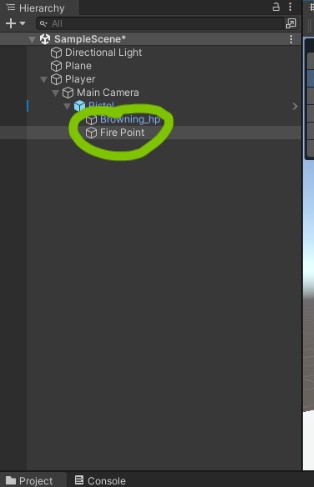 Hierarchy
All
SampleScene*
Directional Light
Plane
Player
Main Camera
Pistol
Browning_hp
Fire Point
Project
Console